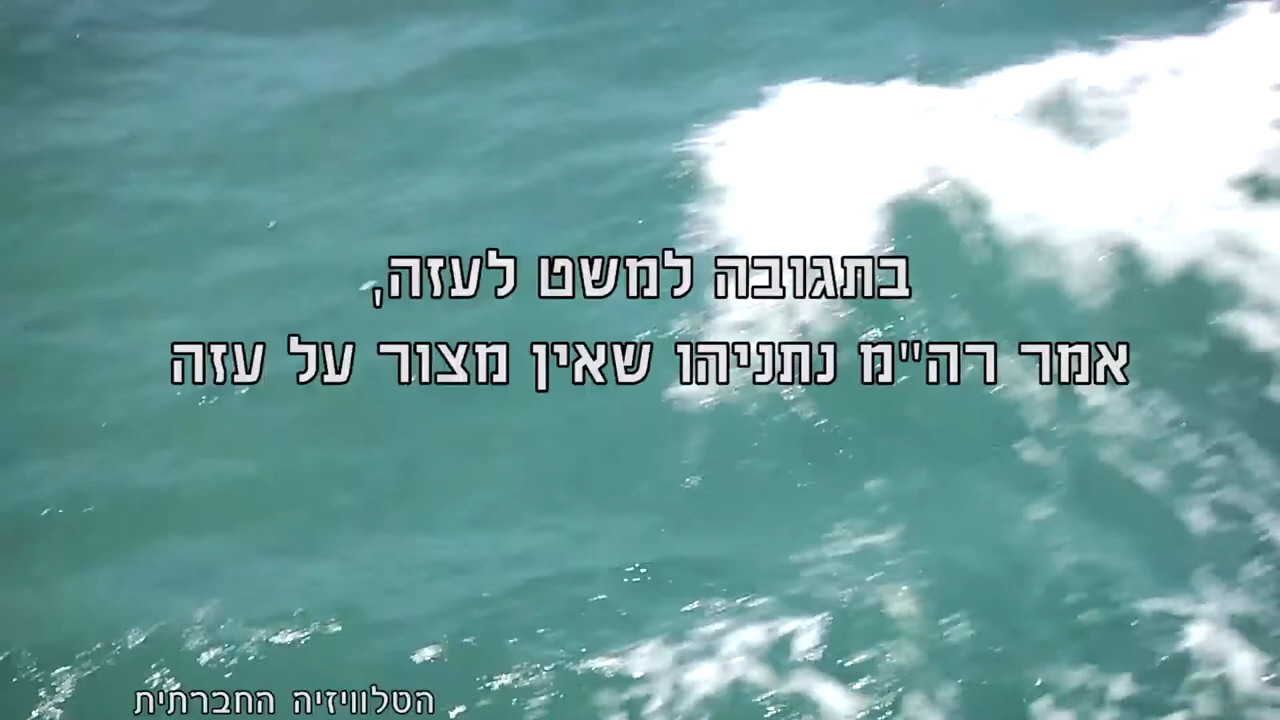 בתגובה למשט לעזה,
אמר רה"מ נתניהו שאין מצור על עזה
הטלוויזיה החברתית